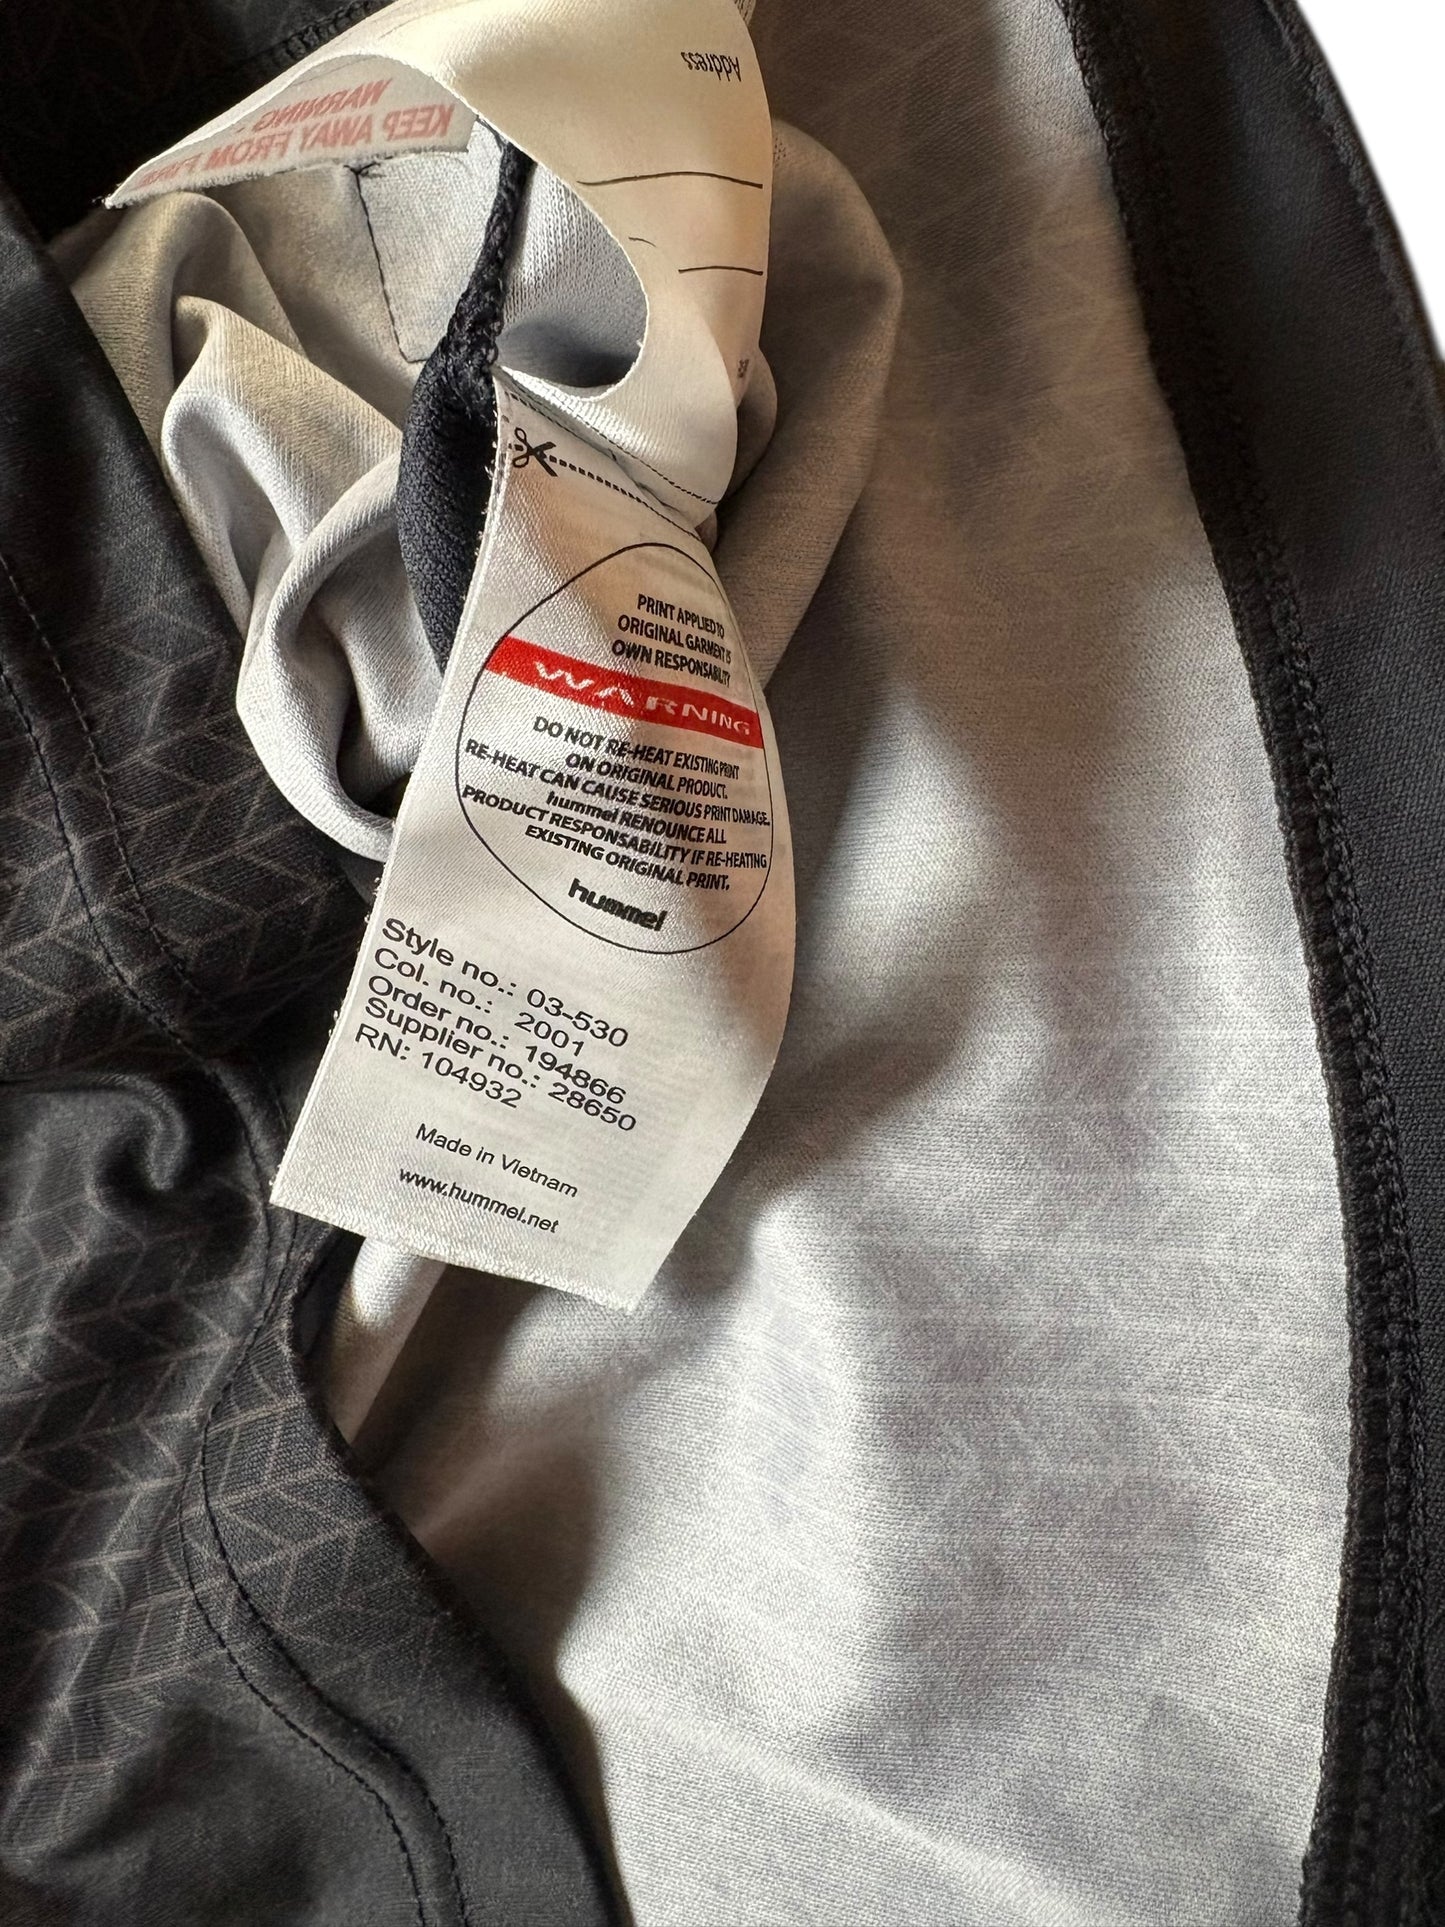 WARNING
KEEP AWAY FROM FIRE
Address
PRINT APPLIED TO
ORIGINAL GARMENT IS
OWN RESPONSABILITY
WARNING
DO NOT RE-HEAT EXISTING PRINT
ON ORIGINAL PRODUCT.
RE-HEAT CAN CAUSE SERIOUS PRINT DAMAGE.
hummel RENOUNCE ALL
PRODUCT RESPONSABILITY IF RE-HEATING
EXISTING ORIGINAL PRINT.
hummel
Style no.: 03-530
Col. no.: 2001
Order no.: 194866
Supplier no.: 28650
RN: 104932
Made in Vietnam
www.hummel.net